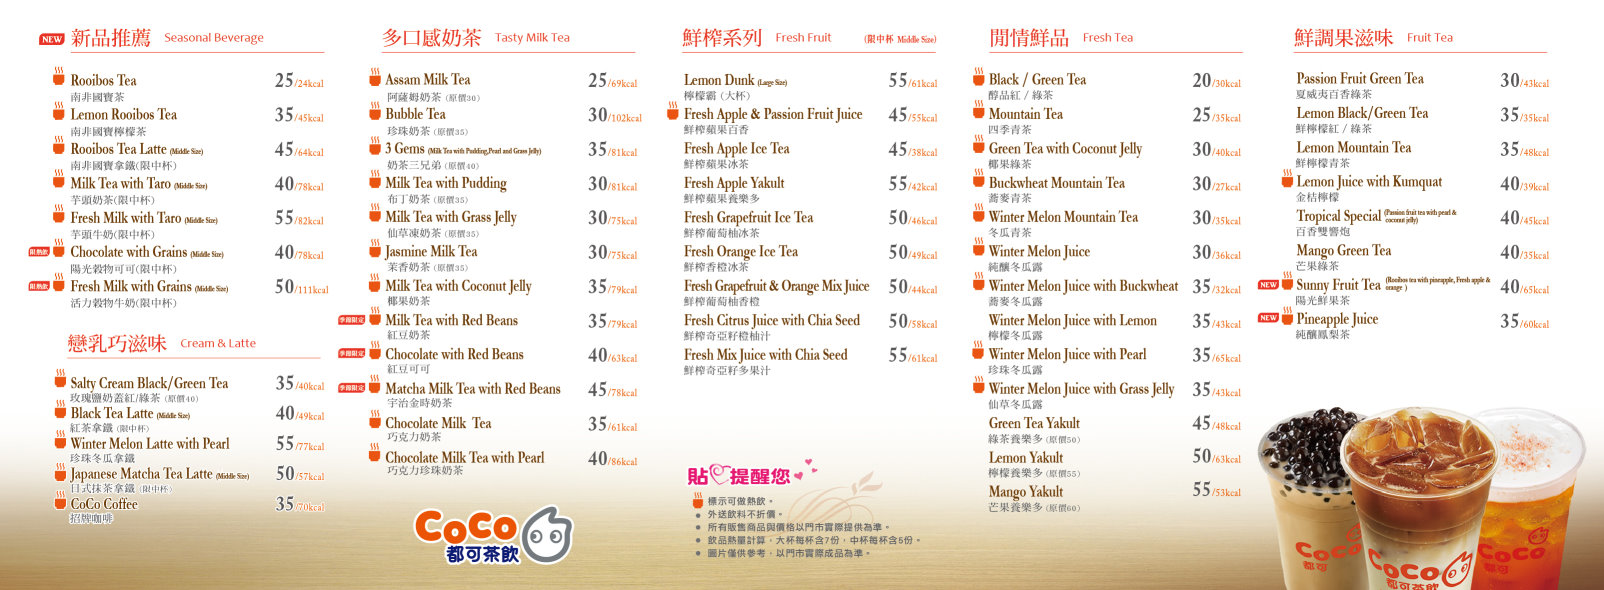 NEW 新品推薦 Seasonal Beverage
Rooibos Tea 25/24kcal
南非國寶茶
Lemon Rooibos Tea 35/45kcal
南非國寶檸檬茶
Rooibos Tea Latte (Middle Size) 45/64kcal
南非國寶拿鐵(限中杯)
Milk Tea with Taro (Middle Size) 40/78kcal
芋頭奶茶(限中杯)
Fresh Milk with Taro (Middle Size) 55/82kcal
芋頭牛奶(限中杯)
限熱飲 Chocolate with Grains (Middle Size) 40/78kcal
陽光穀物可可(限中杯)
限熱飲 Fresh Milk with Grains (Middle Size) 50/111kcal
活力穀物牛奶(限中杯)
戀乳巧滋味 Cream & Latte
Salty Cream Black/Green Tea 35/40kcal
玫瑰鹽奶蓋紅/綠茶 (原價40)
Black Tea Latte (Middle Size) 40/49kcal
紅茶拿鐵 (限中杯)
Winter Melon Latte with Pearl 55/77kcal
珍珠冬瓜拿鐵
Japanese Matcha Tea Latte (Middle Size) 50/57kcal
日式抹茶拿鐵 (限中杯)
CoCo Coffee 35/70kcal
招牌咖啡
多口感奶茶 Tasty Milk Tea
Assam Milk Tea 25/69kcal
阿薩姆奶茶 (原價30)
Bubble Tea 30/102kcal
珍珠奶茶 (原價35)
3 Gems (Milk Tea with Pudding,Pearl and Grass Jelly) 35/81kcal
奶茶三兄弟 (原價40)
Milk Tea with Pudding 30/81kcal
布丁奶茶 (原價35)
Milk Tea with Grass Jelly 30/75kcal
仙草凍奶茶 (原價35)
Jasmine Milk Tea 30/75kcal
茉香奶茶 (原價35)
Milk Tea with Coconut Jelly 35/79kcal
椰果奶茶
季節限定 Milk Tea with Red Beans 35/79kcal
紅豆奶茶
季節限定 Chocolate with Red Beans 40/63kcal
紅豆可可
季節限定 Matcha Milk Tea with Red Beans 45/78kcal
宇治金時奶茶
Chocolate Milk Tea 35/61kcal
巧克力奶茶
Chocolate Milk Tea with Pearl 40/86kcal
巧克力珍珠奶茶
CoCo
都可茶飲
鮮榨系列 Fresh Fruit (限中杯 Middle Size)
Lemon Dunk (Large Size) 55/61kcal
檸檬霸 (大杯)
Fresh Apple & Passion Fruit Juice 45/55kcal
鮮榨蘋果百香
Fresh Apple Ice Tea 45/38kcal
鮮榨蘋果冰茶
Fresh Apple Yakult 55/42kcal
鮮榨蘋果養樂多
Fresh Grapefruit Ice Tea 50/46kcal
鮮榨葡萄柚冰茶
Fresh Orange Ice Tea 50/49kcal
鮮榨香橙冰茶
Fresh Grapefruit & Orange Mix Juice 50/44kcal
鮮榨葡萄柚香橙
Fresh Citrus Juice with Chia Seed 50/58kcal
鮮榨奇亞籽橙柚汁
Fresh Mix Juice with Chia Seed 55/61kcal
鮮榨奇亞籽多果汁
貼心提醒您
標示可做熱飲。
● 外送飲料不折價。
● 所有販售商品與價格以門市實際提供為準。
● 飲品熱量計算，大杯每杯含7份，中杯每杯含5份。
● 圖片僅供參考，以門市實際成品為準。
閒情鮮品 Fresh Tea
Black / Green Tea 20/30kcal
醇品紅 / 綠茶
Mountain Tea 25/35kcal
四季青茶
Green Tea with Coconut Jelly 30/40kcal
椰果綠茶
Buckwheat Mountain Tea 30/27kcal
蕎麥青茶
Winter Melon Mountain Tea 30/35kcal
冬瓜青茶
Winter Melon Juice 30/36kcal
純釀冬瓜露
Winter Melon Juice with Buckwheat 35/32kcal
蕎麥冬瓜露
Winter Melon Juice with Lemon 35/43kcal
檸檬冬瓜露
Winter Melon Juice with Pearl 35/65kcal
珍珠冬瓜露
Winter Melon Juice with Grass Jelly 35/43kcal
仙草冬瓜露
Green Tea Yakult 45/48kcal
綠茶養樂多 (原價50)
Lemon Yakult 50/63kcal
檸檬養樂多 (原價55)
Mango Yakult 55/53kcal
芒果養樂多 (原價60)
鮮調果滋味 Fruit Tea
Passion Fruit Green Tea 30/43kcal
夏威夷百香綠茶
Lemon Black/Green Tea 35/35kcal
鮮檸檬紅 / 綠茶
Lemon Mountain Tea 35/48kcal
鮮檸檬青茶
Lemon Juice with Kumquat 40/39kcal
金桔檸檬
Tropical Special (Passion fruit tea with pearl & coconut jelly) 40/45kcal
百香雙響炮
Mango Green Tea 40/35kcal
芒果綠茶
NEW Sunny Fruit Tea (Rooibos tea with pineapple, Fresh apple & orange ) 40/65kcal
陽光鮮果茶
NEW Pineapple Juice 35/60kcal
純釀鳳梨茶
CoCo
都可
CoCo
都可茶飲
CoCo
都可